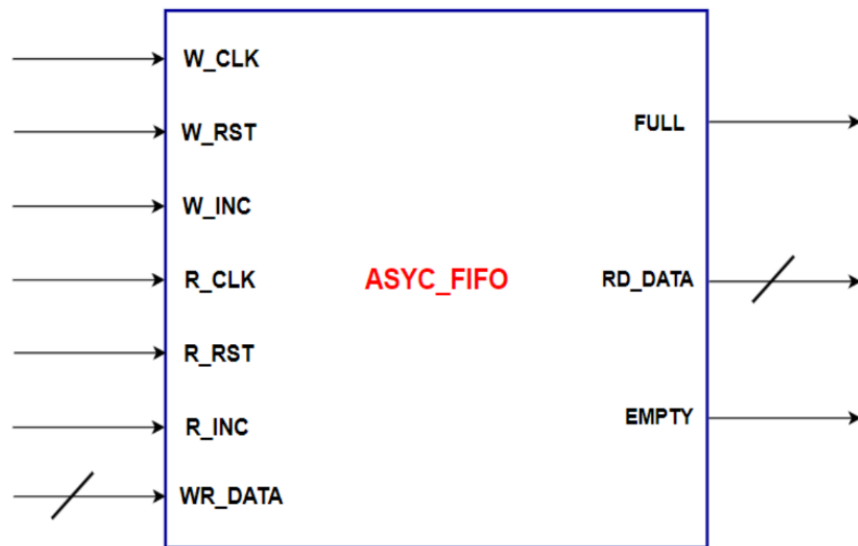 W_CLK
W_RST
W_INC
R_CLK
R_RST
R_INC
WR_DATA
ASYC_FIFO
FULL
RD_DATA
EMPTY